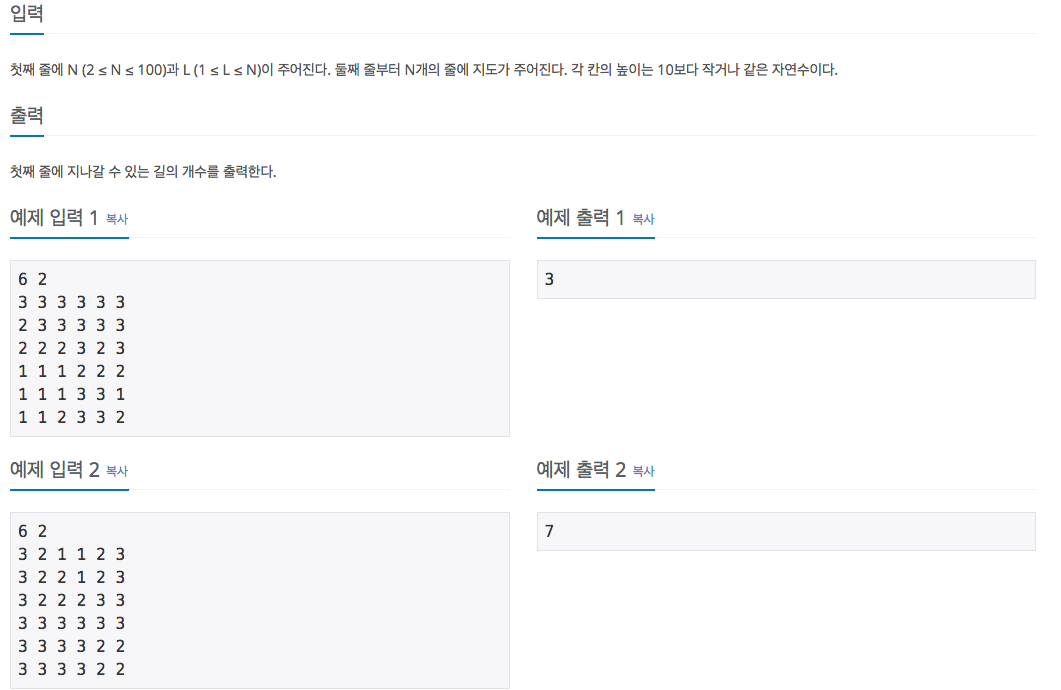 입력
첫째 줄에 N (2 ≤ N ≤ 100)과 L (1 ≤ L ≤ N)이 주어진다. 둘째 줄부터 N개의 줄에 지도가 주어진다. 각 칸의 높이는 10보다 작거나 같은 자연수이다.
출력
첫째 줄에 지나갈 수 있는 길의 개수를 출력한다.
예제 입력 1 복사
6 2
3 3 3 3 3 3
2 3 3 3 3 3
2 2 2 3 2 3
1 1 1 2 2 2
1 1 1 3 3 1
1 1 2 3 3 2
예제 출력 1 복사
3
예제 입력 2 복사
6 2
3 2 1 1 2 3
3 2 2 1 2 3
3 2 2 2 3 3
3 3 3 3 3 3
3 3 3 3 2 2
3 3 3 3 2 2
예제 출력 2 복사
7